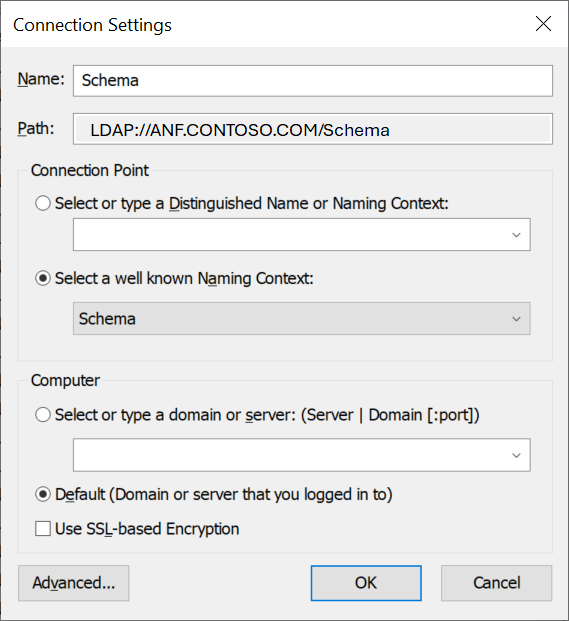 Connection Settings
Name: Schema
Path: LDAP://ANF.CONTOSO.COM/Schema
Connection Point
Select or type a Distinguished Name or Naming Context:
Select a well known Naming Context:
Schema
Computer
Select or type a domain or server: (Server | Domain [:port])
Default (Domain or server that you logged in to)
Use SSL-based Encryption
Advanced... OK Cancel